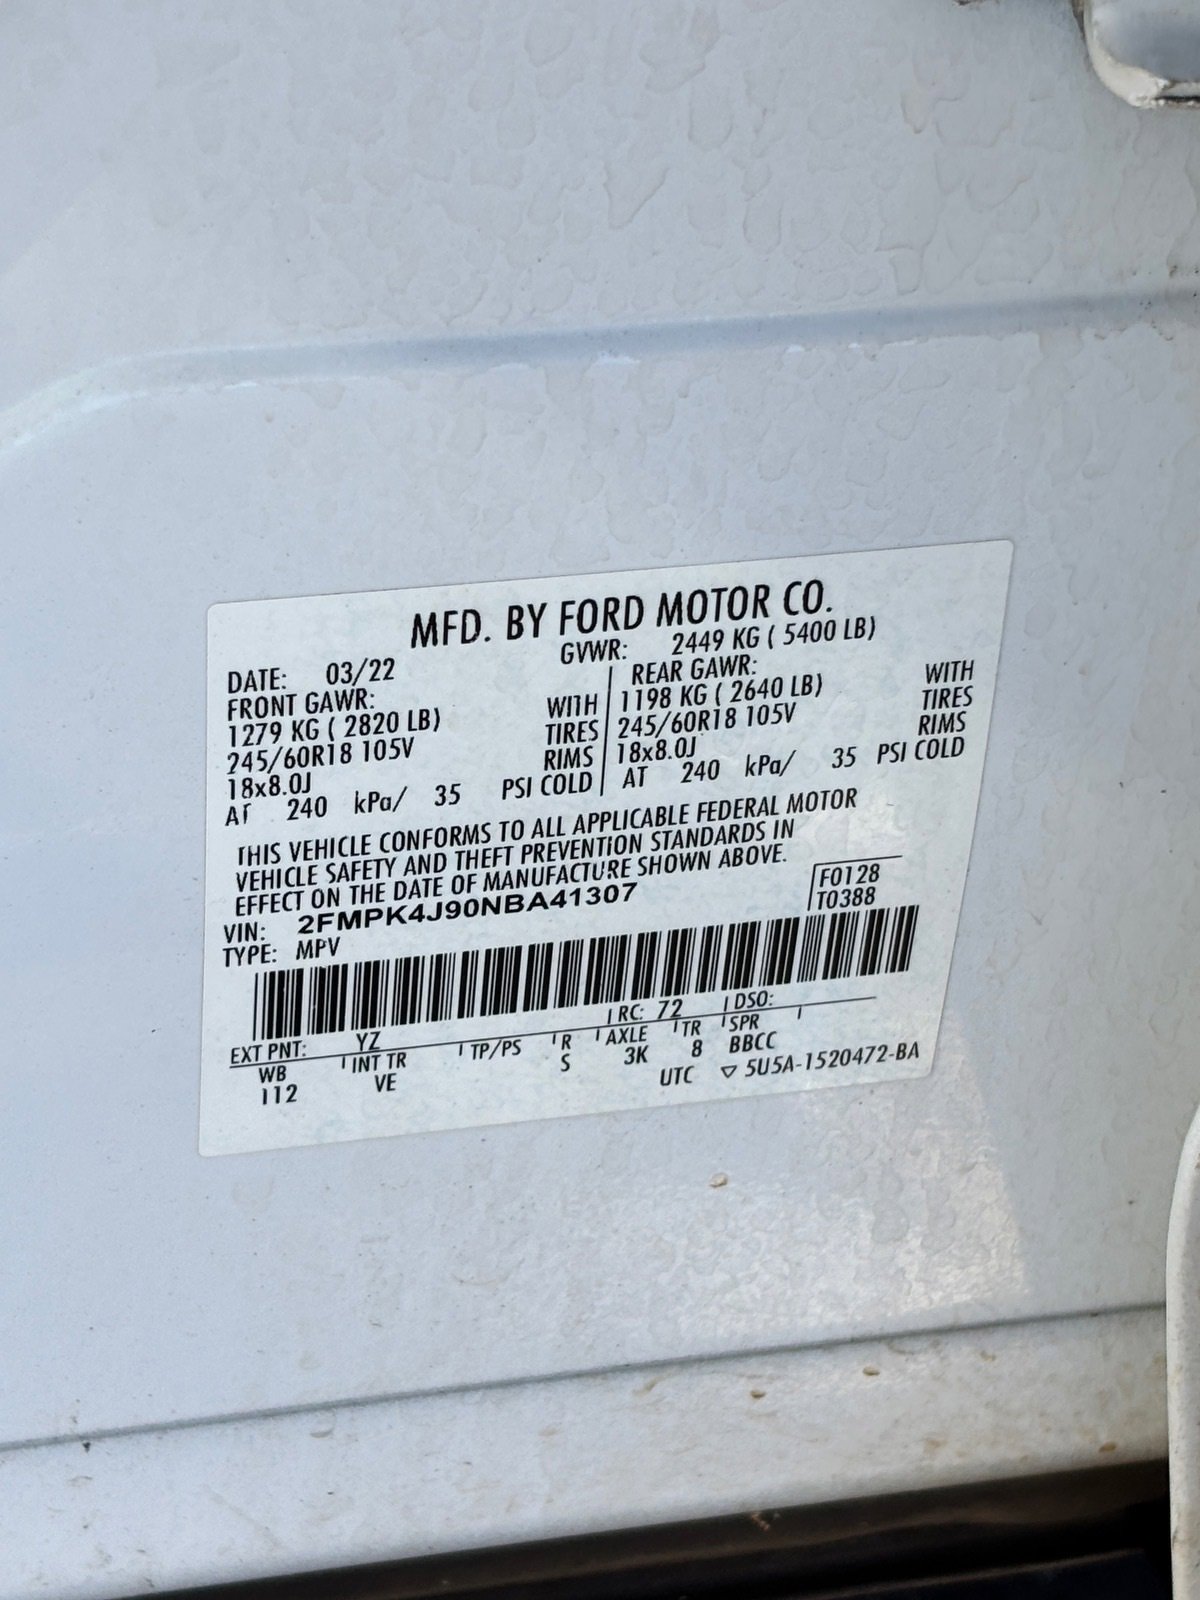 MFD. BY FORD MOTOR CO.
DATE: 03/22 GVWR: 2449 KG ( 5400 LB)
FRONT GAWR: REAR GAWR:
1279 KG ( 2820 LB) WITH 1198 KG ( 2640 LB) WITH
245/60R18 105V TIRES 245/60R18 105V TIRES
18x8.0J RIMS 18x8.0J RIMS
AT 240 kPa/ 35 PSI COLD AT 240 kPa/ 35 PSI COLD
THIS VEHICLE CONFORMS TO ALL APPLICABLE FEDERAL MOTOR
VEHICLE SAFETY AND THEFT PREVENTION STANDARDS IN
EFFECT ON THE DATE OF MANUFACTURE SHOWN ABOVE.
VIN: 2FMPK4J90NBA41307 F0128
TYPE: MPV T0388
EXT PNT: YZ RC: 72 DSO:
WB INT TR TP/PS R AXLE TR SPR
112 VE S 3K 8 BBCC
UTC ▽ 5U5A-1520472-BA